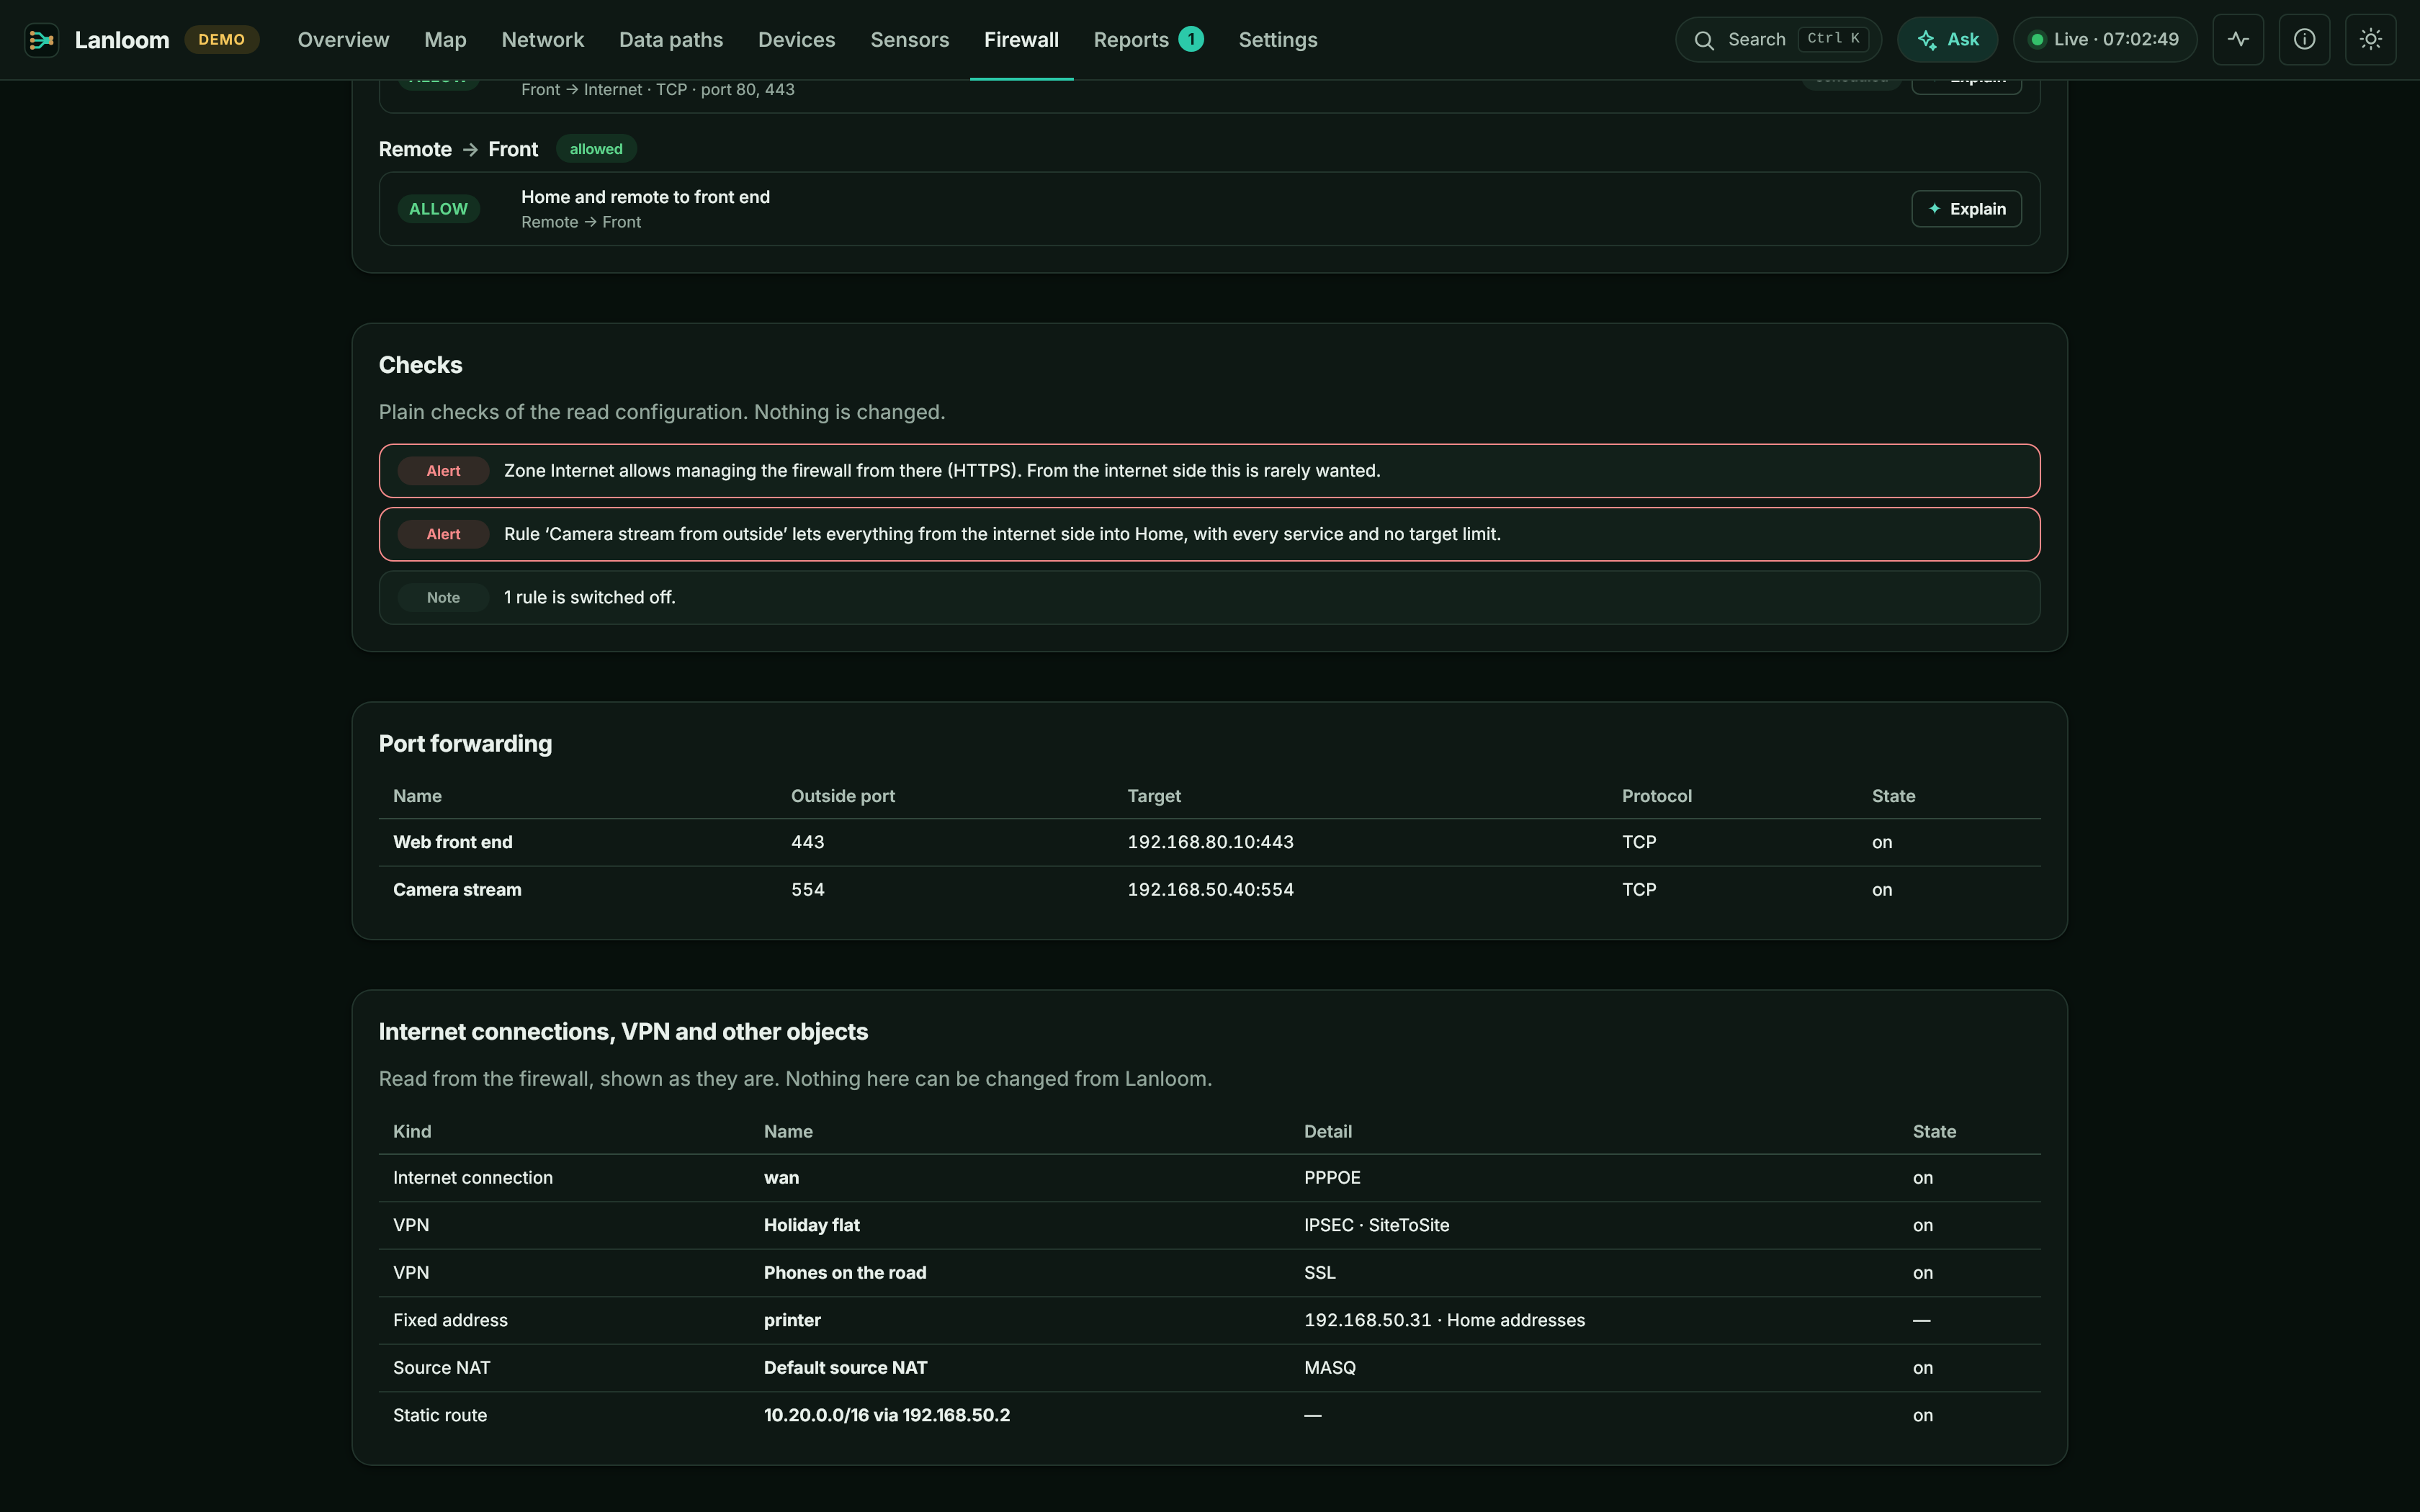 Lanloom DEMO Overview Map Network Data paths Devices Sensors Firewall Reports 1 Settings Search Ctrl K Ask Live · 07:02:49
Front → Internet · TCP · port 80, 443
Remote → Front allowed
ALLOW Home and remote to front end Explain
Remote → Front
Checks
Plain checks of the read configuration. Nothing is changed.
Alert Zone Internet allows managing the firewall from there (HTTPS). From the internet side this is rarely wanted.
Alert Rule ‘Camera stream from outside’ lets everything from the internet side into Home, with every service and no target limit.
Note 1 rule is switched off.
Port forwarding
Name Outside port Target Protocol State
Web front end 443 192.168.80.10:443 TCP on
Camera stream 554 192.168.50.40:554 TCP on
Internet connections, VPN and other objects
Read from the firewall, shown as they are. Nothing here can be changed from Lanloom.
Kind Name Detail State
Internet connection wan PPPOE on
VPN Holiday flat IPSEC · SiteToSite on
VPN Phones on the road SSL on
Fixed address printer 192.168.50.31 · Home addresses —
Source NAT Default source NAT MASQ on
Static route 10.20.0.0/16 via 192.168.50.2 — on